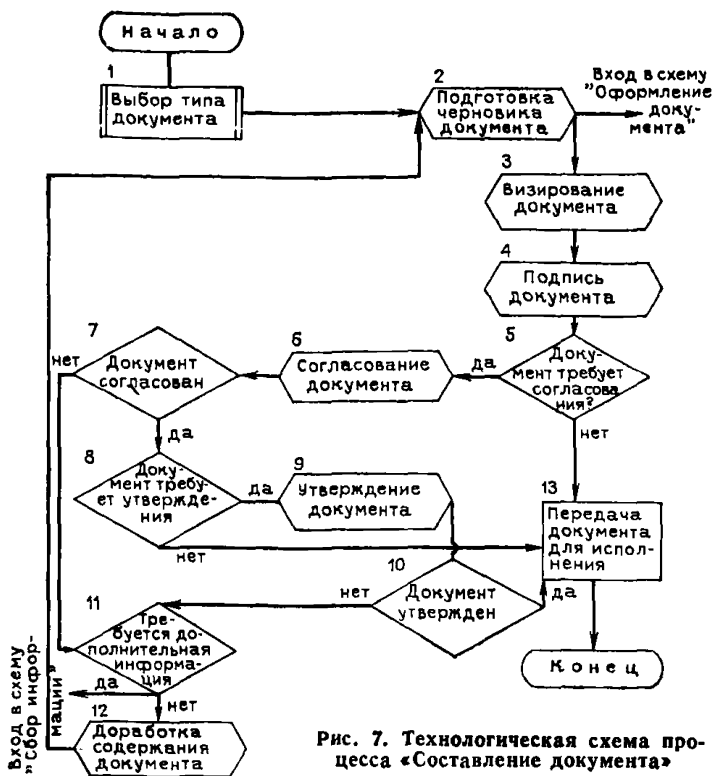 Начало
1
Выбор типа
документа
2
Подготовка
черновика
документа
Вход в схему
"Оформление
доку-
мента"
3
Визирование
документа
4
Подпись
документа
5
Доку-
мент требует
согласова
ния?
да
нет
6
Согласование
документа
7
Документ
согласован
нет
да
8
Доку-
мент требу-
ет утвержде-
ния
да
нет
9
Утверждение
документа
10
Документ
утвержден
нет
да
13
Передача
документа
для испол-
нения
Конец
11
Тре-
буется до-
полнительная
информа-
ция
да
нет
Вход в схему
"Сбор инфор-
мации"
12
Доработка
содержания
документа
Рис. 7. Технологическая схема про-
цесса «Составление документа»